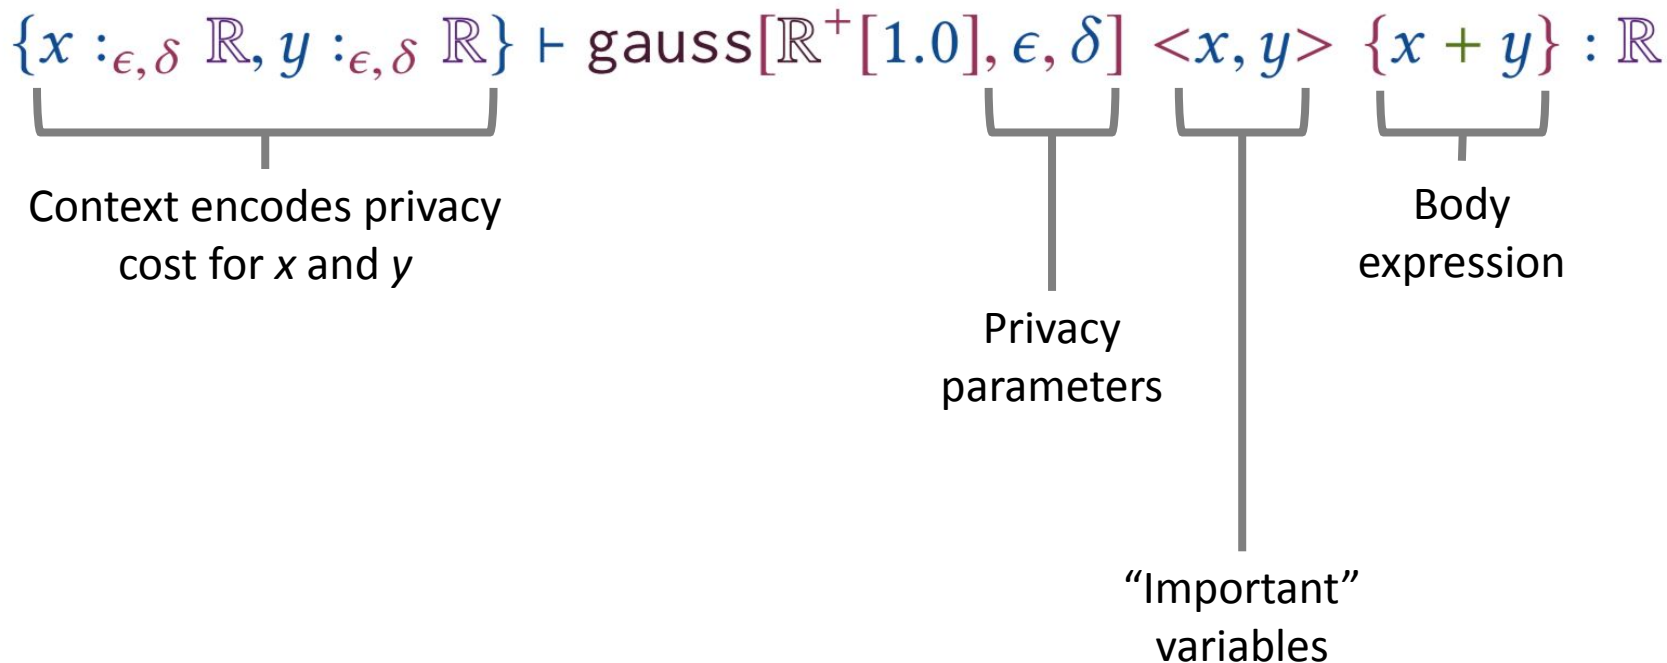 {x :ϵ, δ ℝ, y :ϵ, δ ℝ} ⊢ gauss[ℝ⁺[1.0], ϵ, δ] <x, y> {x + y} : ℝ
Context encodes privacy
cost for x and y
Privacy
parameters
“Important”
variables
Body
expression